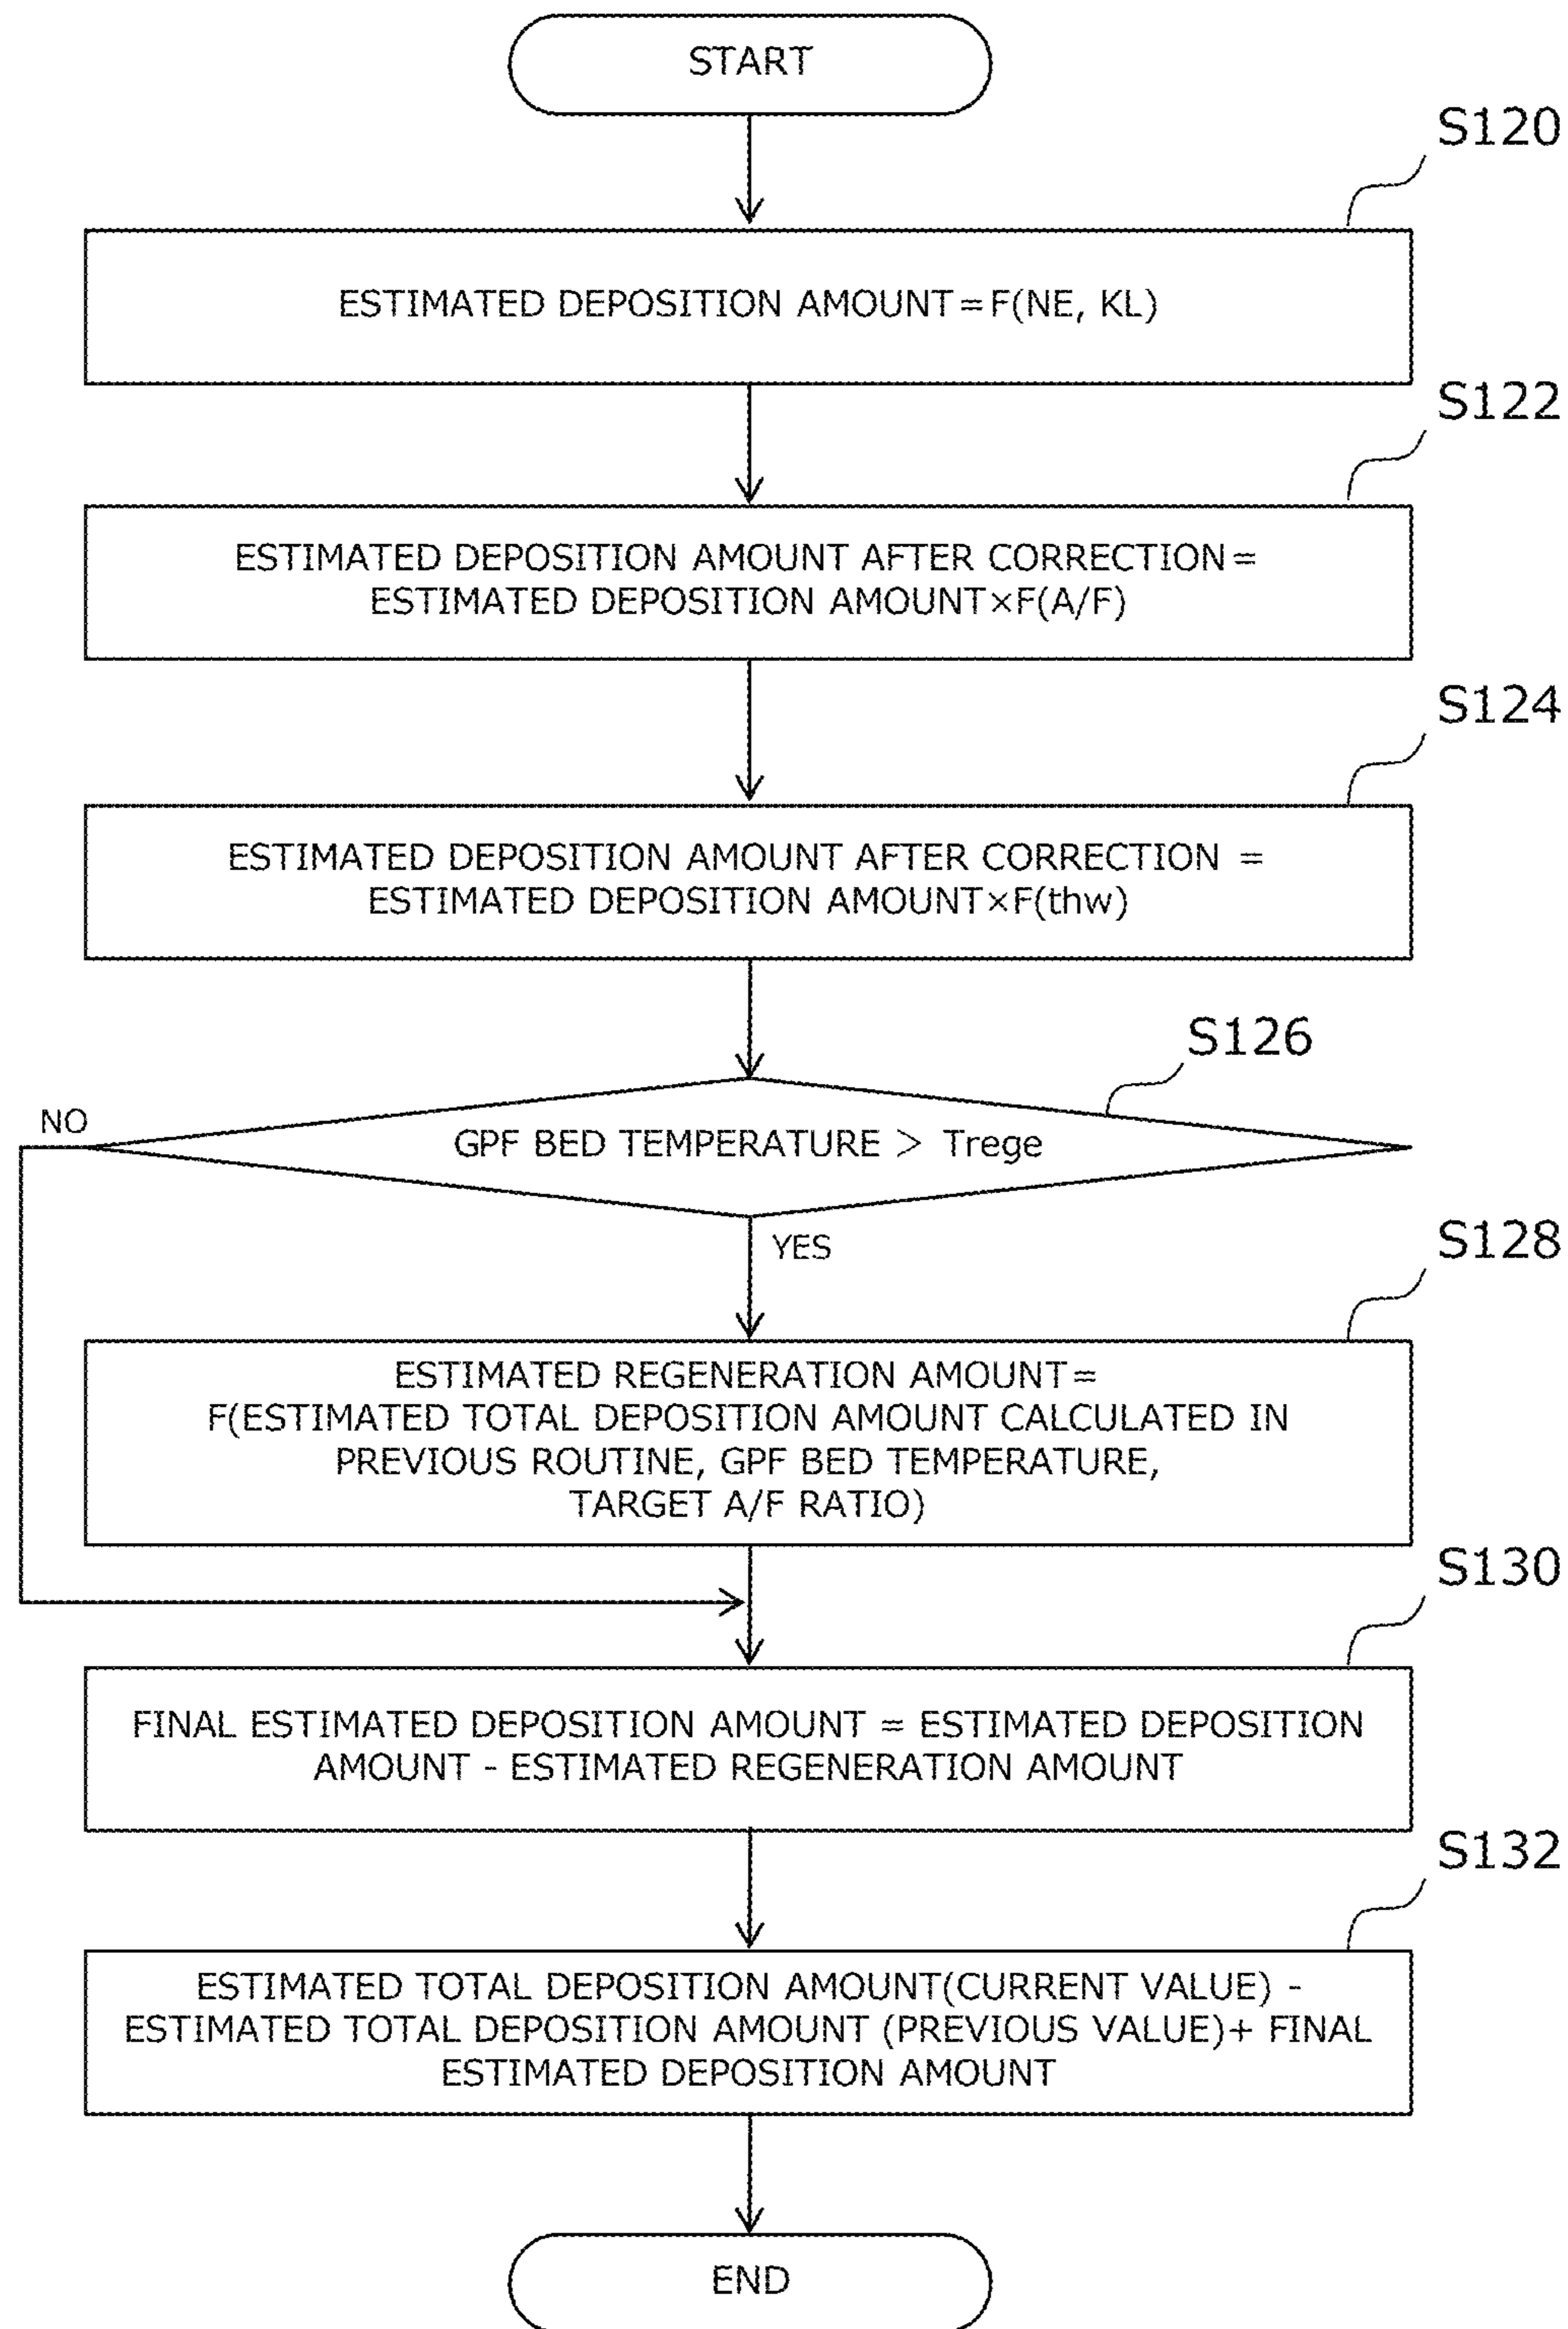 START
S120
ESTIMATED DEPOSITION AMOUNT=F(NE, KL)
S122
ESTIMATED DEPOSITION AMOUNT AFTER CORRECTION=
ESTIMATED DEPOSITION AMOUNT×F(A/F)
S124
ESTIMATED DEPOSITION AMOUNT AFTER CORRECTION =
ESTIMATED DEPOSITION AMOUNT×F(thw)
S126
NO
GPF BED TEMPERATURE > Trege
YES
S128
ESTIMATED REGENERATION AMOUNT=
F(ESTIMATED TOTAL DEPOSITION AMOUNT CALCULATED IN
PREVIOUS ROUTINE, GPF BED TEMPERATURE,
TARGET A/F RATIO)
S130
FINAL ESTIMATED DEPOSITION AMOUNT = ESTIMATED DEPOSITION
AMOUNT - ESTIMATED REGENERATION AMOUNT
S132
ESTIMATED TOTAL DEPOSITION AMOUNT(CURRENT VALUE) -
ESTIMATED TOTAL DEPOSITION AMOUNT (PREVIOUS VALUE)+ FINAL
ESTIMATED DEPOSITION AMOUNT
END